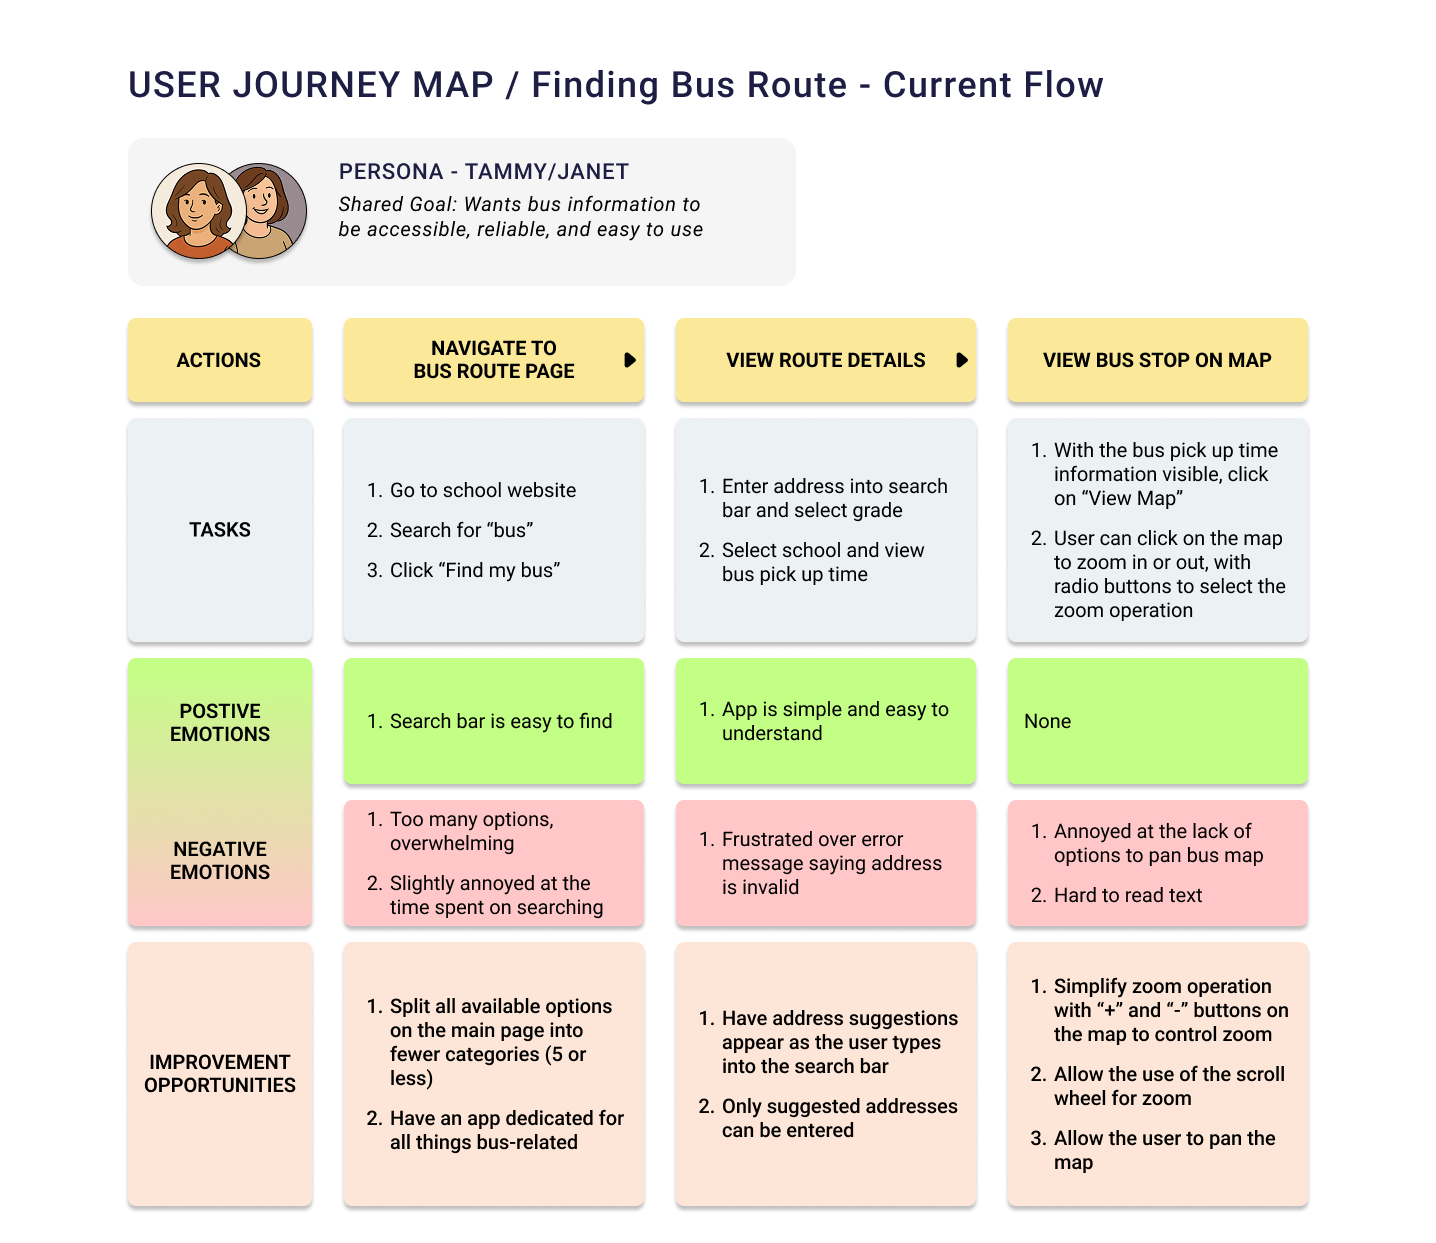 USER JOURNEY MAP / Finding Bus Route - Current Flow
PERSONA - TAMMY/JANET
Shared Goal: Wants bus information to
be accessible, reliable, and easy to use
ACTIONS
NAVIGATE TO
BUS ROUTE PAGE
VIEW ROUTE DETAILS
VIEW BUS STOP ON MAP
TASKS
1. Go to school website
2. Search for “bus”
3. Click “Find my bus”
1. Enter address into search
bar and select grade
2. Select school and view
bus pick up time
1. With the bus pick up time
information visible, click
on “View Map”
2. User can click on the map
to zoom in or out, with
radio buttons to select the
zoom operation
POSTIVE
EMOTIONS
1. Search bar is easy to find
1. App is simple and easy to
understand
None
NEGATIVE
EMOTIONS
1. Too many options,
overwhelming
2. Slightly annoyed at the
time spent on searching
1. Frustrated over error
message saying address
is invalid
1. Annoyed at the lack of
options to pan bus map
2. Hard to read text
IMPROVEMENT
OPPORTUNITIES
1. Split all available options
on the main page into
fewer categories (5 or
less)
2. Have an app dedicated for
all things bus-related
1. Have address suggestions
appear as the user types
into the search bar
2. Only suggested addresses
can be entered
1. Simplify zoom operation
with “+” and “-” buttons on
the map to control zoom
2. Allow the use of the scroll
wheel for zoom
3. Allow the user to pan the
map